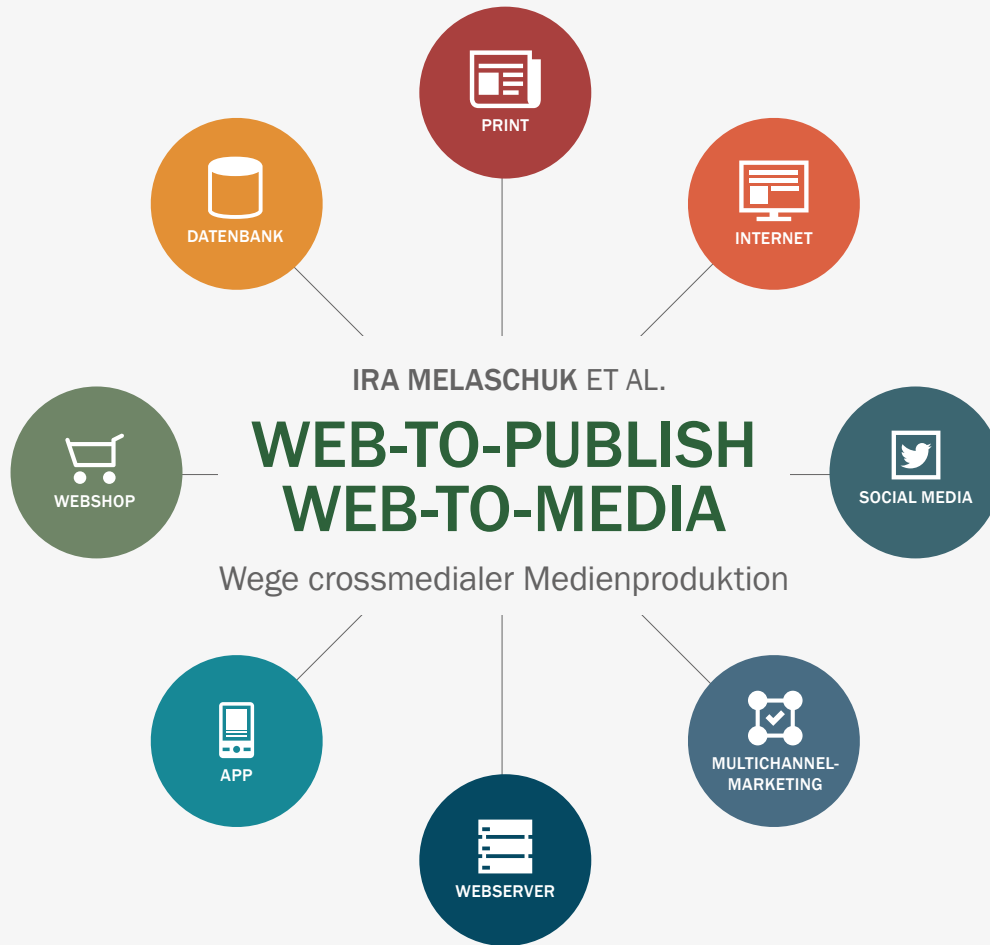 PRINT
DATENBANK
INTERNET
IRA MELASCHUK ET AL.
WEB-TO-PUBLISH
WEB-TO-MEDIA
Wege crossmedialer Medienproduktion
WEBSHOP
SOCIAL MEDIA
APP
MULTICHANNEL-
MARKETING
WEBSERVER